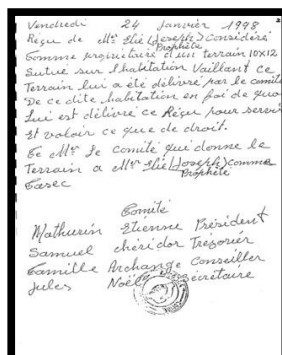 Vendredi 24 Janvier 1998
Reçu de Mr Elie (Joseph) considéré
Prophète
Comme propriétaire d'un terrain 10x12
Situé sur l'habitation Vaillant ce
Terrain lui a été délivré par le comité
De ce dite habitation en foi de quoi
Lui est délivré ce Réçu pour servir
Et valoir ce que de droit.
Ce Mr Le Comité qui donne le
Terrain a Mr Elie (Joseph) comme
Prophète
Comité
Mathurin Etienne Président
Samuel chéridor Trésorier
Camille Archange Conseiller
Jules Noël secrétaire